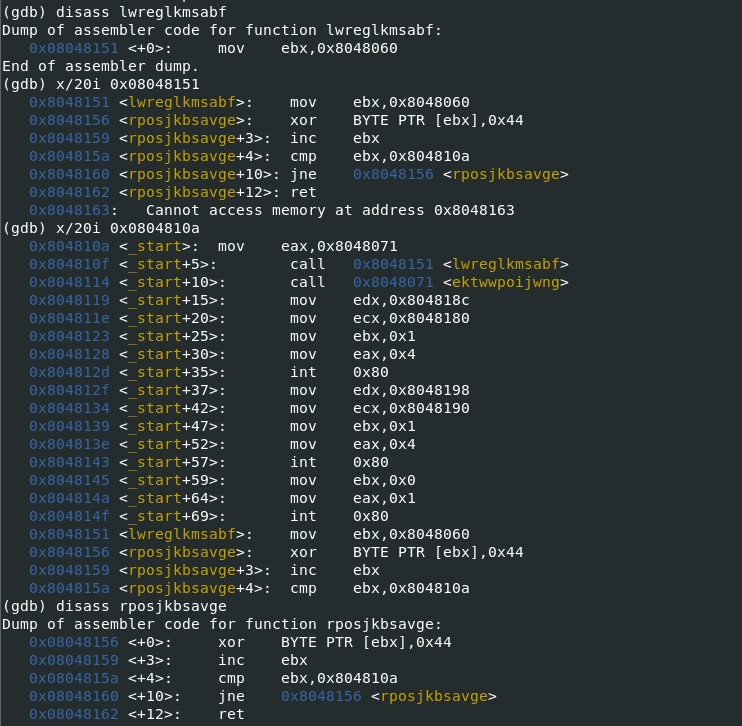 (gdb) disass lwreglkmsabf
Dump of assembler code for function lwreglkmsabf:
   0x08048151 <+0>:     mov    ebx,0x8048060
End of assembler dump.
(gdb) x/20i 0x08048151
   0x8048151 <lwreglkmsabf>:    mov    ebx,0x8048060
   0x8048156 <rposjkbsavge>:    xor    BYTE PTR [ebx],0x44
   0x8048159 <rposjkbsavge+3>:  inc    ebx
   0x804815a <rposjkbsavge+4>:  cmp    ebx,0x804810a
   0x8048160 <rposjkbsavge+10>: jne    0x8048156 <rposjkbsavge>
   0x8048162 <rposjkbsavge+12>: ret
   0x8048163:   Cannot access memory at address 0x8048163
(gdb) x/20i 0x0804810a
   0x804810a <_start>:  mov    eax,0x8048071
   0x804810f <_start+5>:        call   0x8048151 <lwreglkmsabf>
   0x8048114 <_start+10>:       call   0x8048071 <ektwwpoijwng>
   0x8048119 <_start+15>:       mov    edx,0x804818c
   0x804811e <_start+20>:       mov    ecx,0x8048180
   0x8048123 <_start+25>:       mov    ebx,0x1
   0x8048128 <_start+30>:       mov    eax,0x4
   0x804812d <_start+35>:       int    0x80
   0x804812f <_start+37>:       mov    edx,0x8048198
   0x8048134 <_start+42>:       mov    ecx,0x8048190
   0x8048139 <_start+47>:       mov    ebx,0x1
   0x804813e <_start+52>:       mov    eax,0x4
   0x8048143 <_start+57>:       int    0x80
   0x8048145 <_start+59>:       mov    ebx,0x0
   0x804814a <_start+64>:       mov    eax,0x1
   0x804814f <_start+69>:       int    0x80
   0x8048151 <lwreglkmsabf>:    mov    ebx,0x8048060
   0x8048156 <rposjkbsavge>:    xor    BYTE PTR [ebx],0x44
   0x8048159 <rposjkbsavge+3>:  inc    ebx
   0x804815a <rposjkbsavge+4>:  cmp    ebx,0x804810a
(gdb) disass rposjkbsavge
Dump of assembler code for function rposjkbsavge:
   0x08048156 <+0>:     xor    BYTE PTR [ebx],0x44
   0x08048159 <+3>:     inc    ebx
   0x0804815a <+4>:     cmp    ebx,0x804810a
   0x08048160 <+10>:    jne    0x8048156 <rposjkbsavge>
   0x08048162 <+12>:    ret